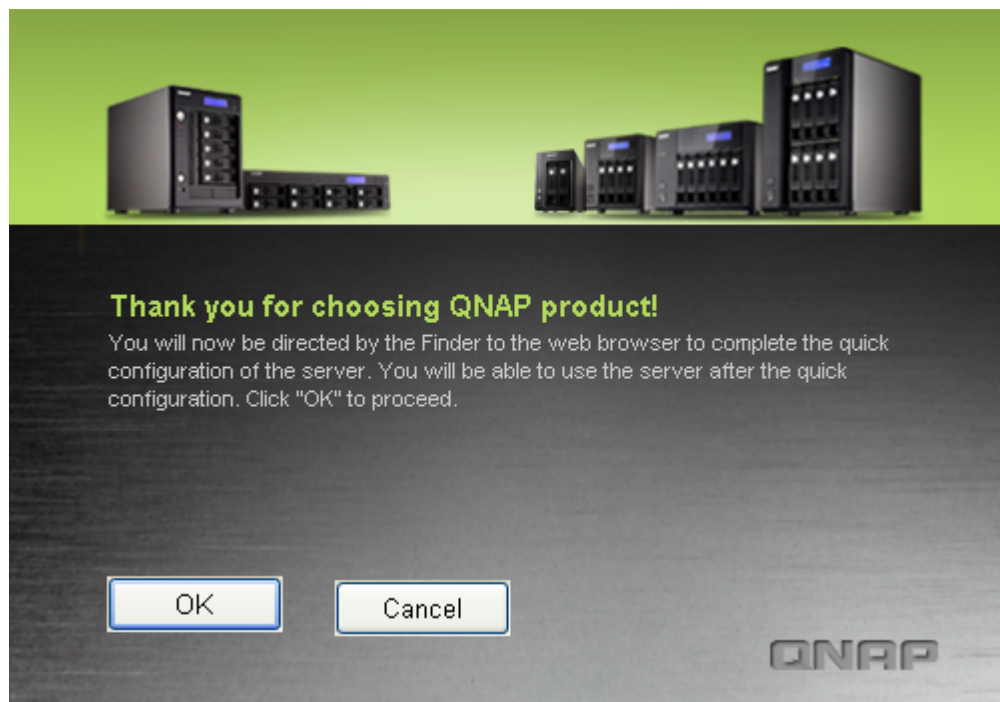 Thank you for choosing QNAP product!
You will now be directed by the Finder to the web browser to complete the quick
configuration of the server. You will be able to use the server after the quick
configuration. Click "OK" to proceed.
OK
Cancel
QNAP